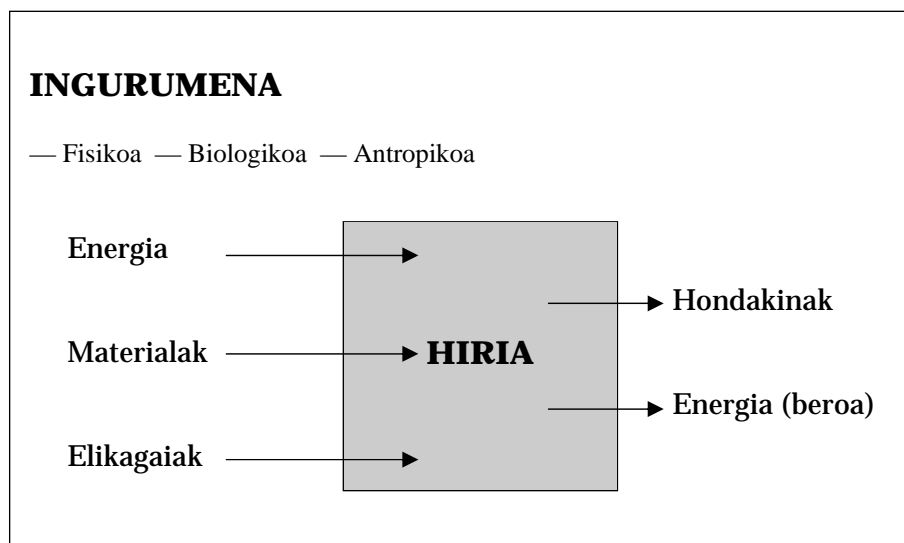 INGURUMENA
— Fisikoa — Biologikoa — Antropikoa
Energia
Hondakinak
Materialak
HIRIA
Energia (beroa)
Elikagaiak